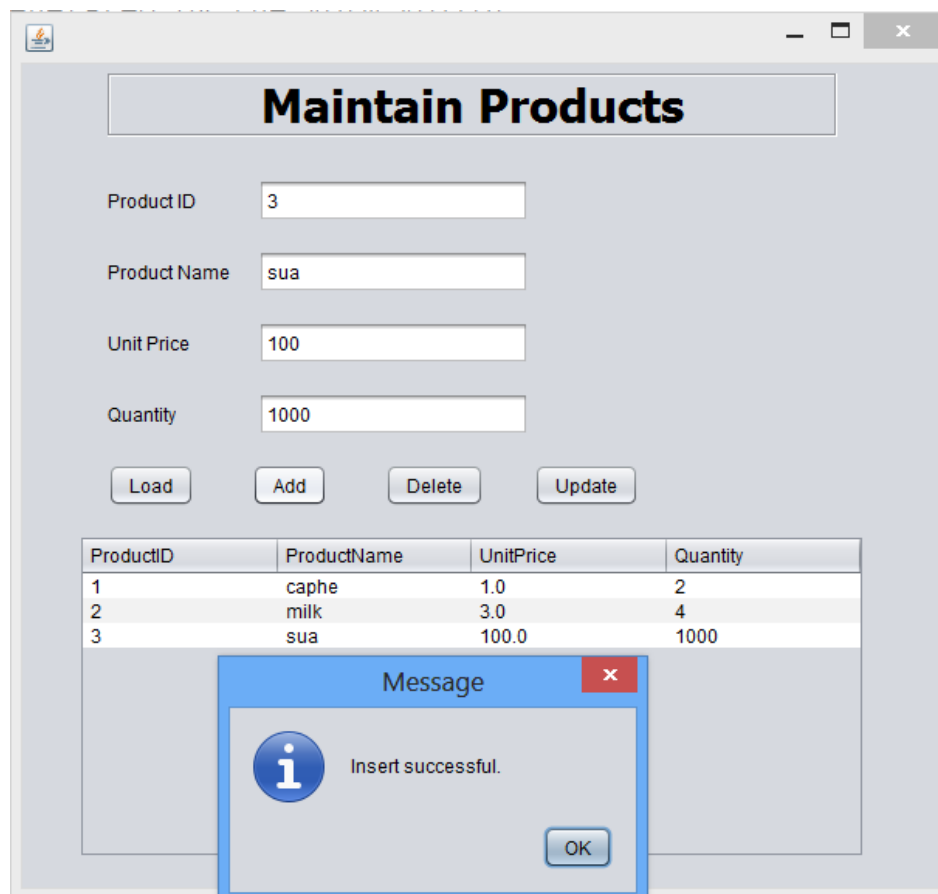 Maintain Products
Product ID 3
Product Name sua
Unit Price 100
Quantity 1000
Load Add Delete Update
ProductID ProductName UnitPrice Quantity
1 caphe 1.0 2
2 milk 3.0 4
3 sua 100.0 1000
Message
Insert successful.
OK